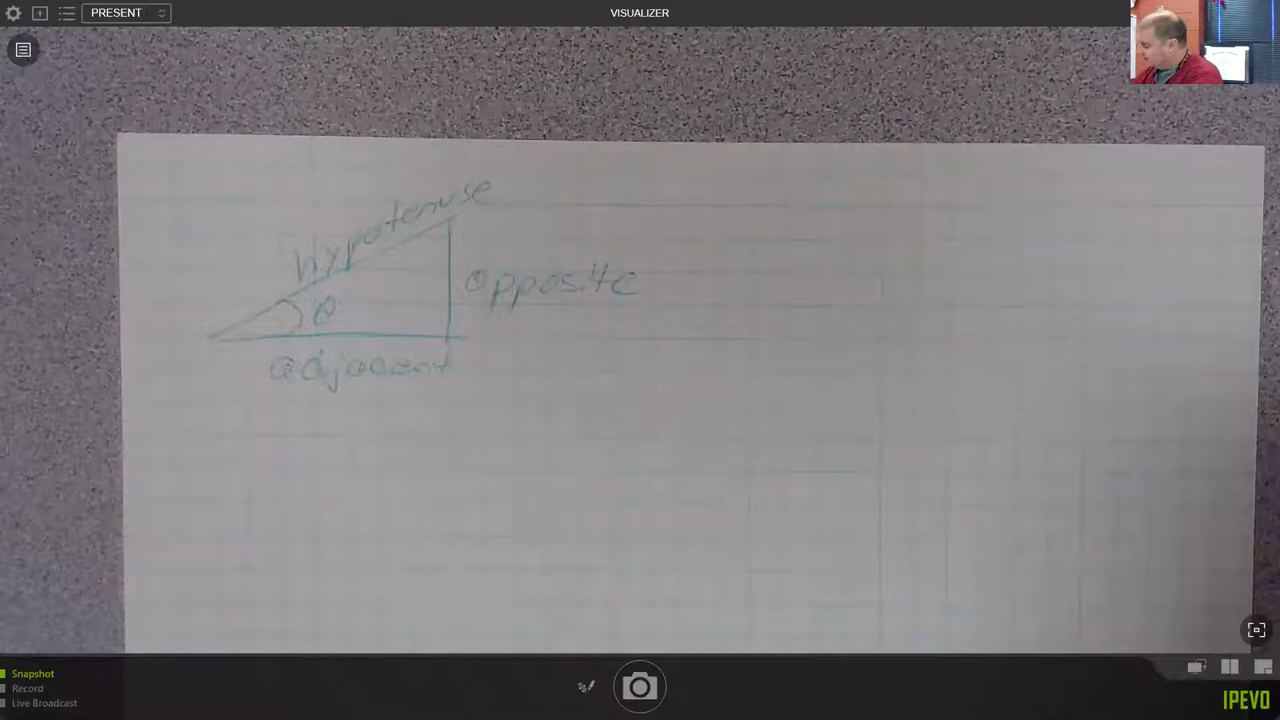 PRESENT
VISUALIZER
Hypotenuse
Opposite
θ
adjacent
Snapshot
Record
Live Broadcast
IPEVO